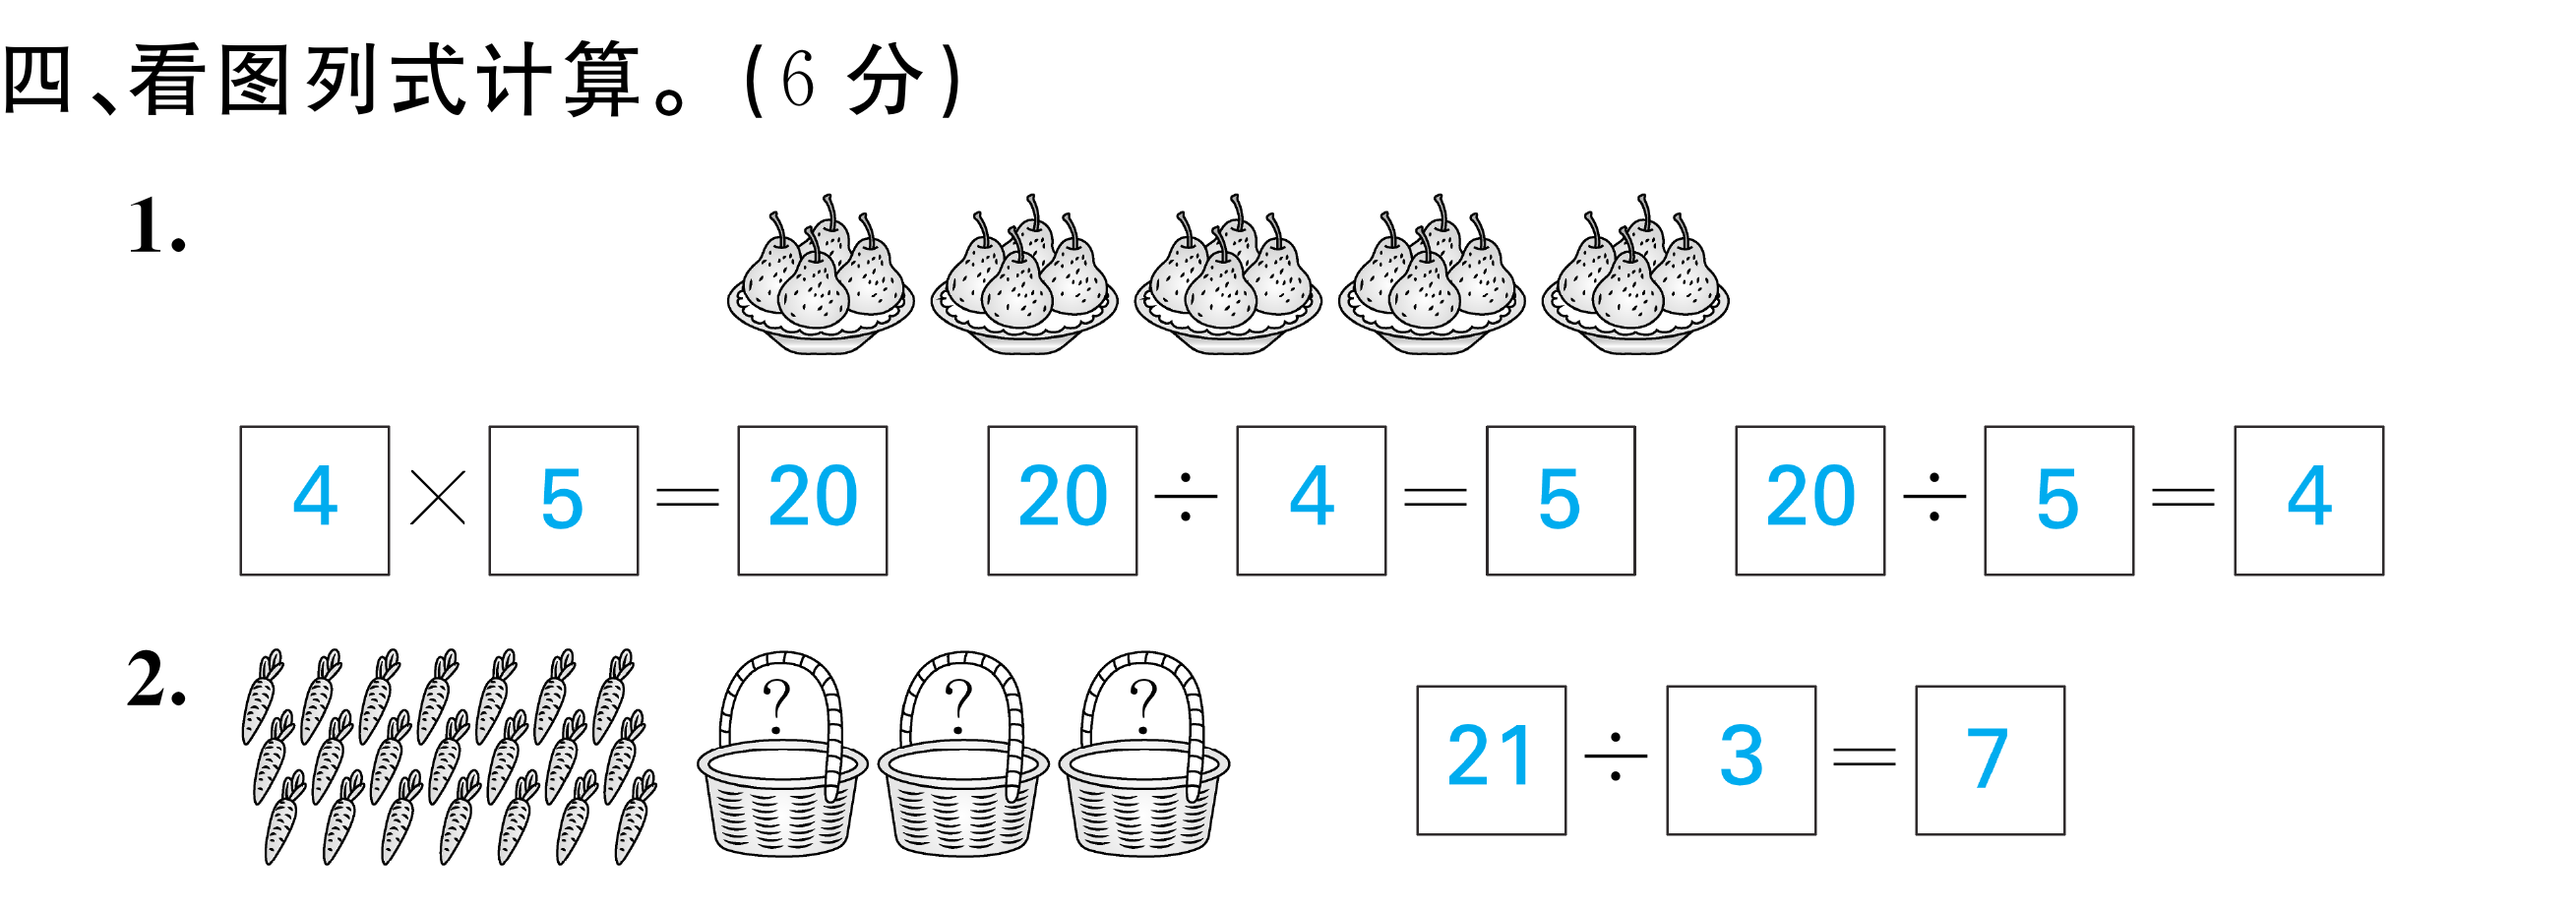 四、看图列式计算。(6 分)
1.
4 × 5 = 20 20 ÷ 4 = 5 20 ÷ 5 = 4
2. ? ? ? 21 ÷ 3 = 7